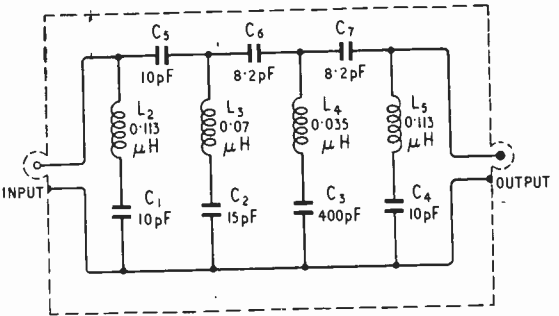 C5
10pF
C6
8·2pF
C7
8·2pF
L2
0·113
μH
L3
0·07
μH
L4
0·035
μH
L5
0·113
μH
INPUT
OUTPUT
C1
10pF
C2
15pF
C3
400pF
C4
10pF